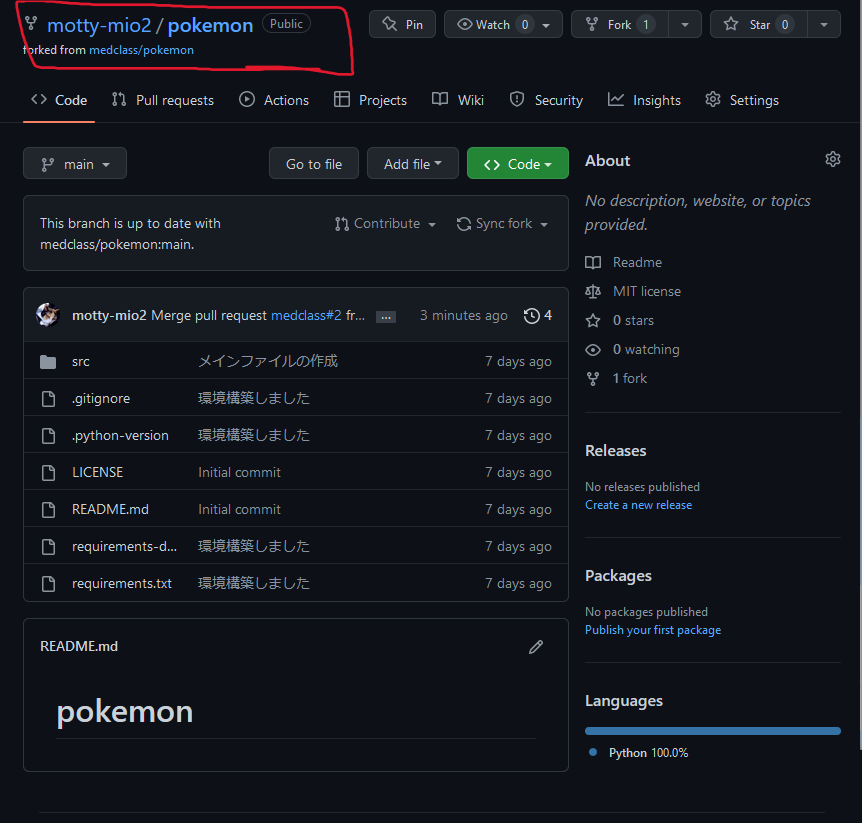 motty-mio2 / pokemon Public
Pin
Watch 0
Fork 1
Star 0
forked from medclass/pokemon
Code
Pull requests
Actions
Projects
Wiki
Security
Insights
Settings
main
Go to file
Add file
Code
This branch is up to date with
medclass/pokemon:main.
Contribute
Sync fork
motty-mio2 Merge pull request medclass#2 fr... ... 3 minutes ago 4
src メインファイルの作成 7 days ago
.gitignore 環境構築しました 7 days ago
.python-version 環境構築しました 7 days ago
LICENSE Initial commit 7 days ago
README.md Initial commit 7 days ago
requirements-d... 環境構築しました 7 days ago
requirements.txt 環境構築しました 7 days ago
README.md
pokemon
About
No description, website, or topics
provided.
Readme
MIT license
0 stars
0 watching
1 fork
Releases
No releases published
Create a new release
Packages
No packages published
Publish your first package
Languages
Python 100.0%